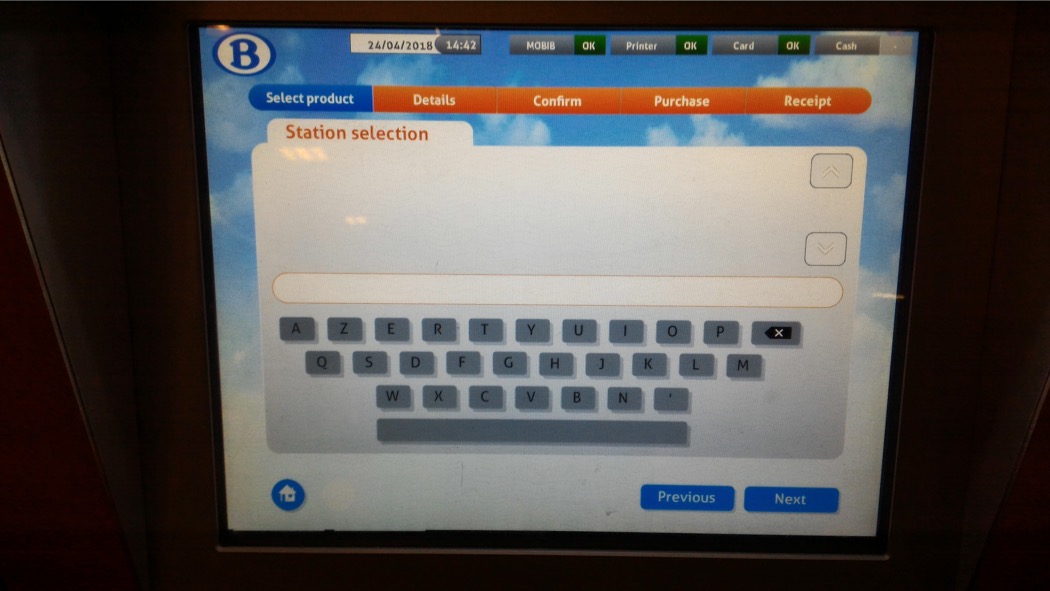 B 24/04/2018 14:42 MOBIB OK Printer OK Card OK Cash -
Select product Details Confirm Purchase Receipt
Station selection
A Z E R T Y U I O P X
Q S D F G H J K L M
W X C V B N '
Previous Next